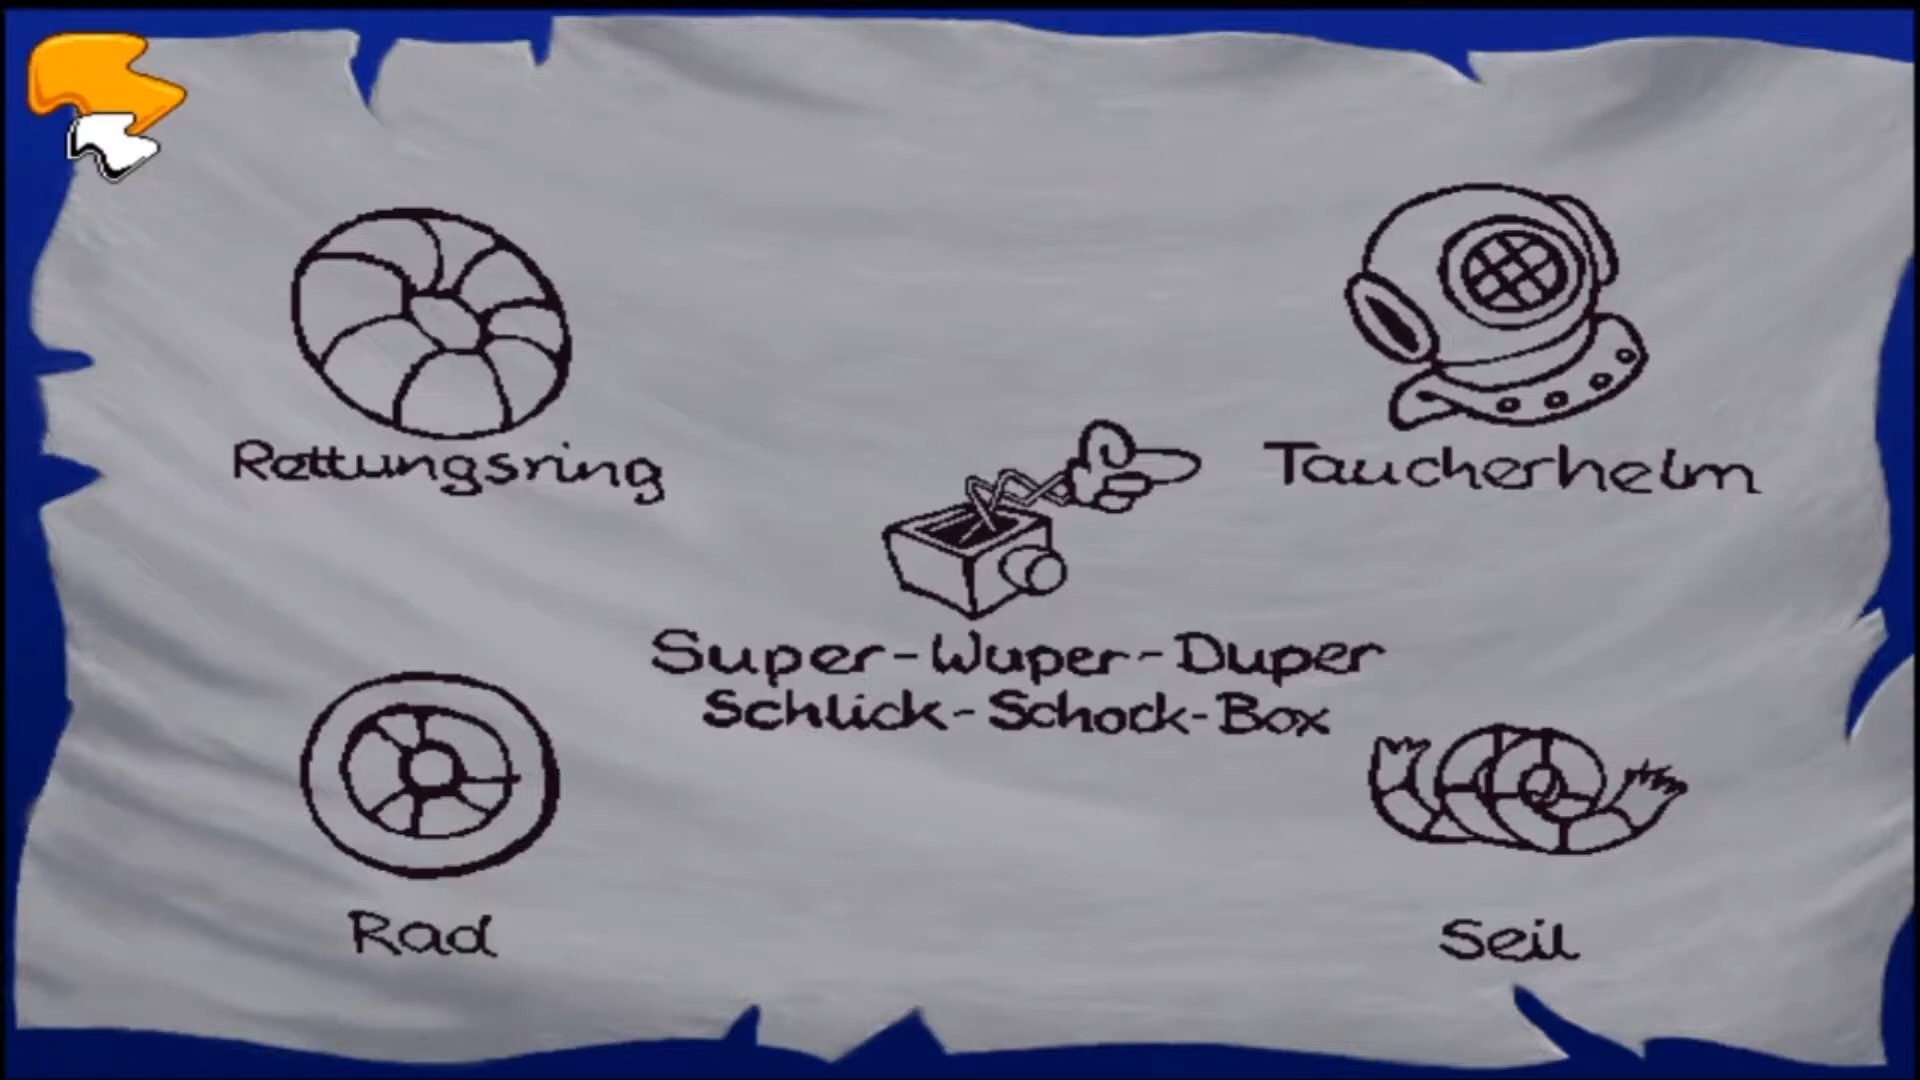 Rettungsring
Taucherhelm
Super-Wuper-Duper
Schlick-Schock-Box
Rad
Seil